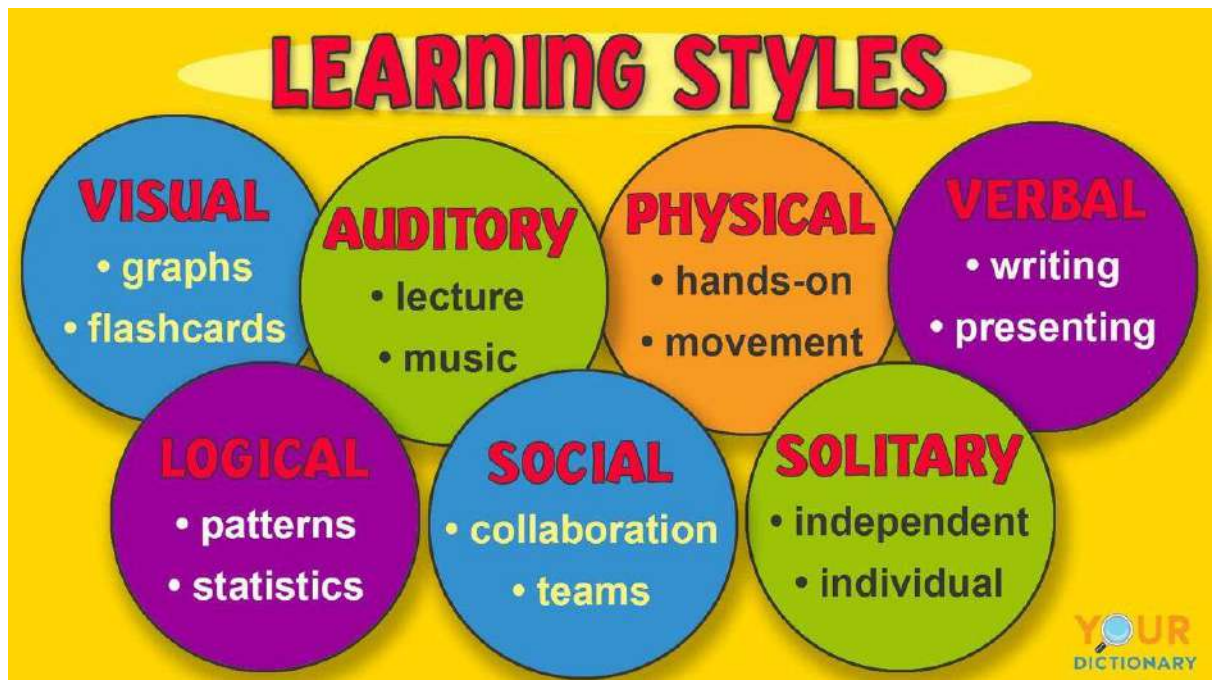 LEARNING STYLES
VISUAL
• graphs
• flashcards
AUDITORY
• lecture
• music
PHYSICAL
• hands-on
• movement
VERBAL
• writing
• presenting
LOGICAL
• patterns
• statistics
SOCIAL
• collaboration
• teams
SOLITARY
• independent
• individual
YOUR
DICTIONARY